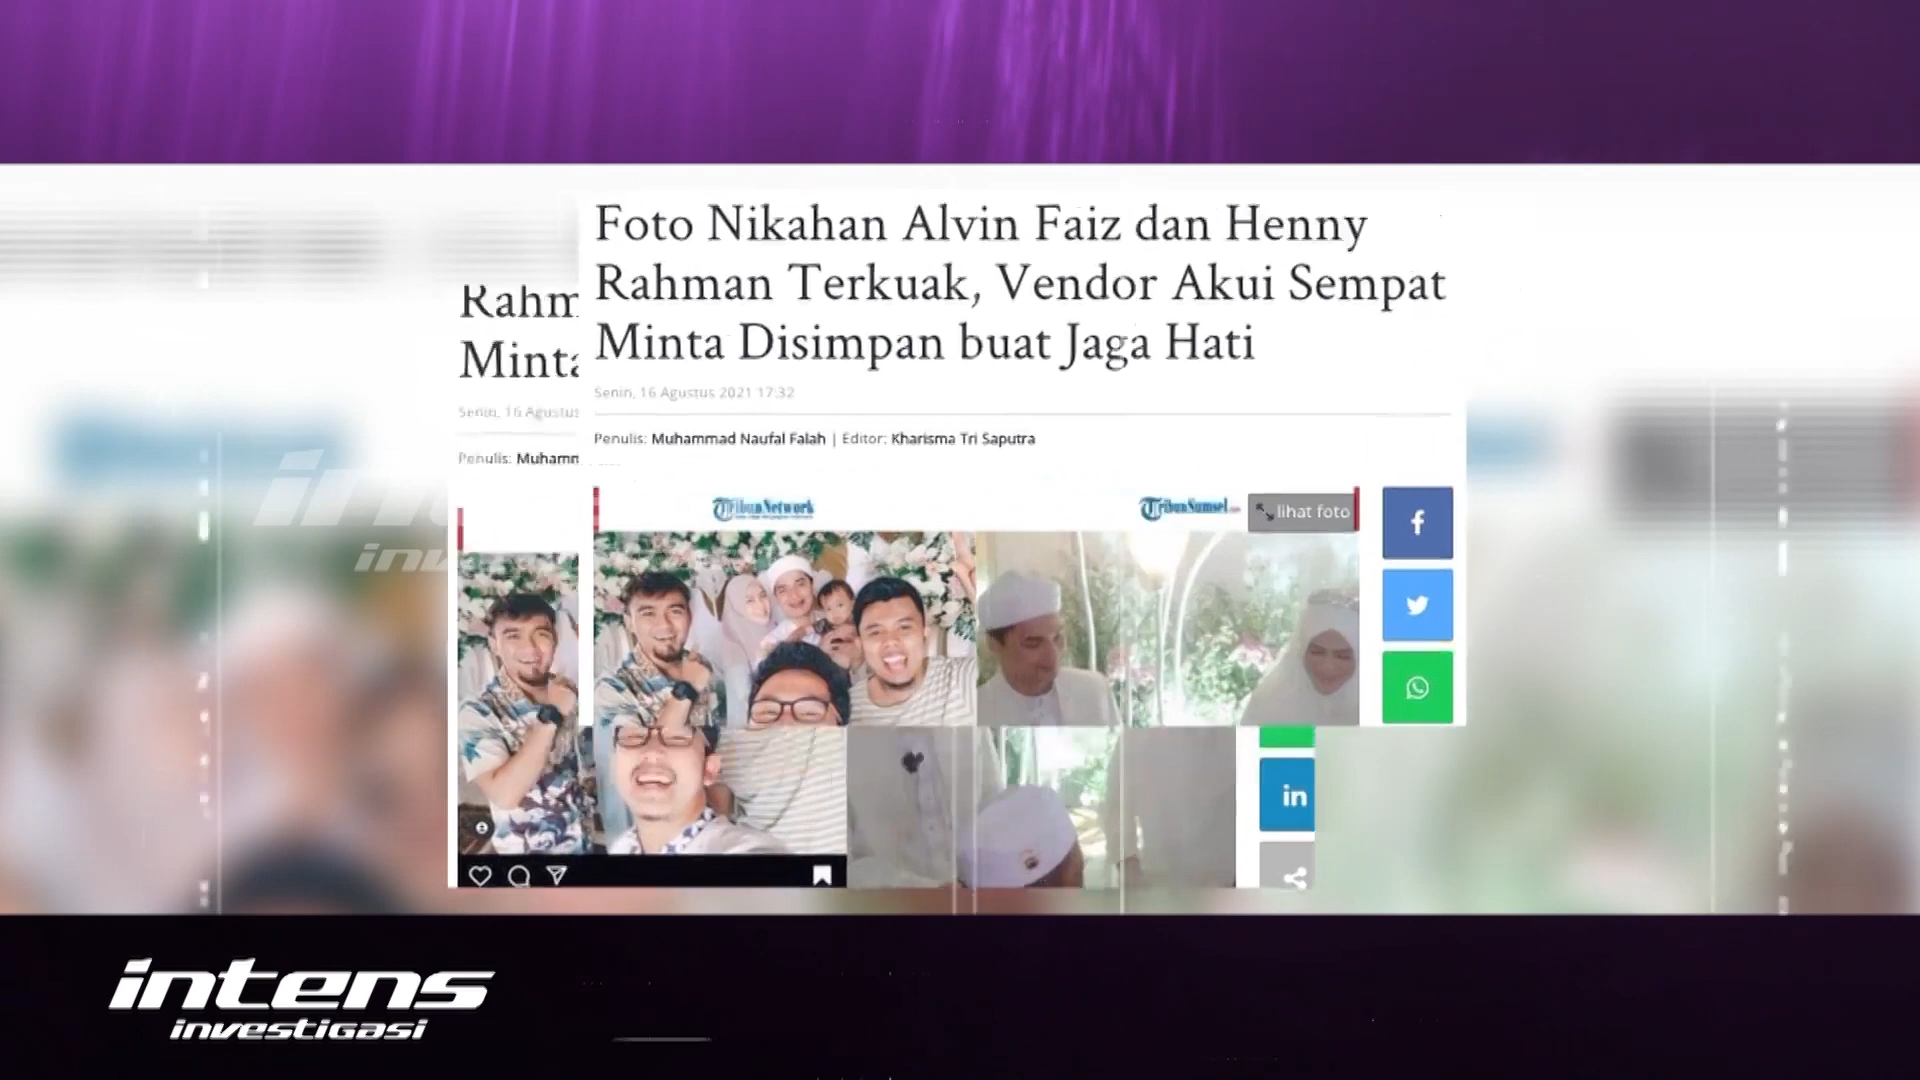 Foto Nikahan Alvin Faiz dan Henny
Rahman Terkuak, Vendor Akui Sempat
Minta Disimpan buat Jaga Hati
Senin, 16 Agustus 2021 17:32
Penulis: Muhammad Naufal Falah | Editor: Kharisma Tri Saputra
Rahm
Minta
Senin, 16 Agustus
Penulis: Muhamm
TribunNetwork
TribunSumsel
lihat foto
in
intens
investigasi